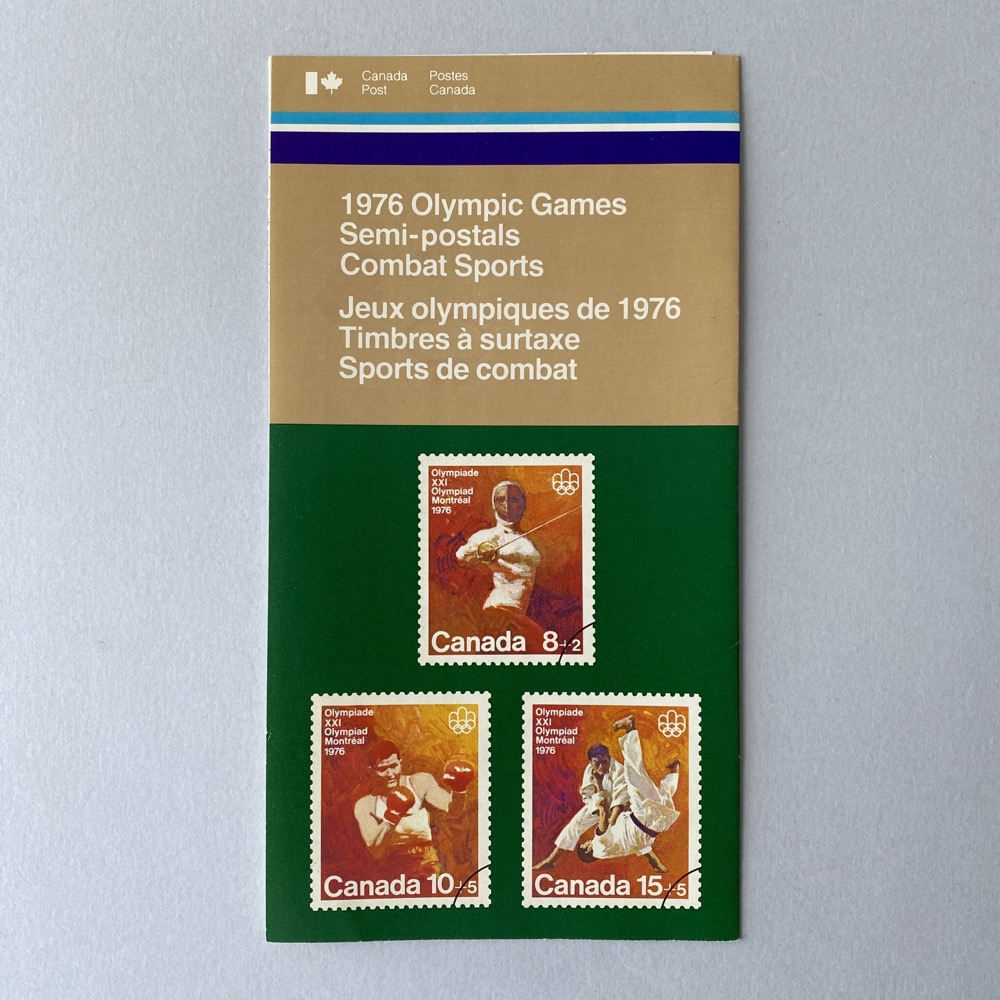 Canada
Post
Postes
Canada
1976 Olympic Games
Semi-postals
Combat Sports
Jeux olympiques de 1976
Timbres à surtaxe
Sports de combat
Olympiade
XXI
Olympiad
Montréal
1976
Canada 8+2
Olympiade
XXI
Olympiad
Montréal
1976
Canada 10+5
Olympiade
XXI
Olympiad
Montréal
1976
Canada 15+5